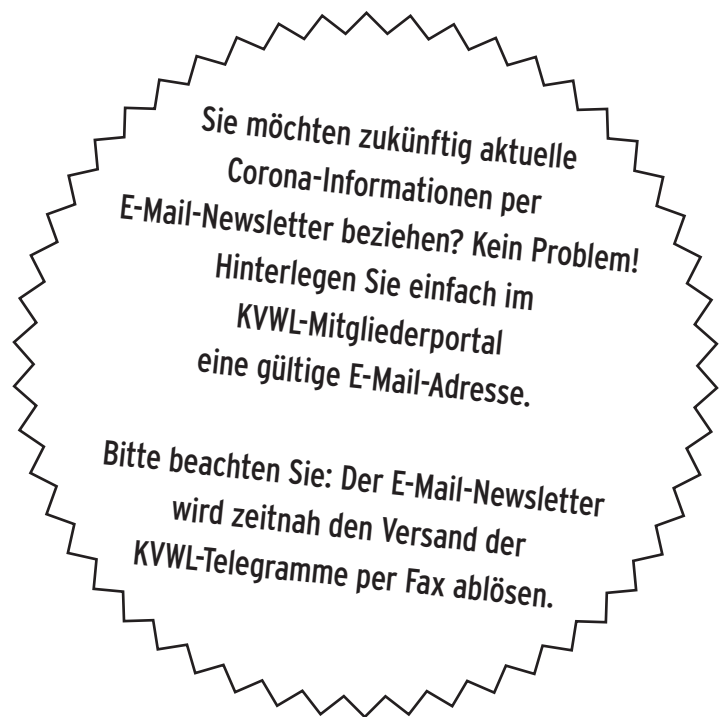 Sie möchten zukünftig aktuelle
Corona-Informationen per
E-Mail-Newsletter beziehen? Kein Problem!
Hinterlegen Sie einfach im
KVWL-Mitgliederportal
eine gültige E-Mail-Adresse.
Bitte beachten Sie: Der E-Mail-Newsletter
wird zeitnah den Versand der
KVWL-Telegramme per Fax ablösen.